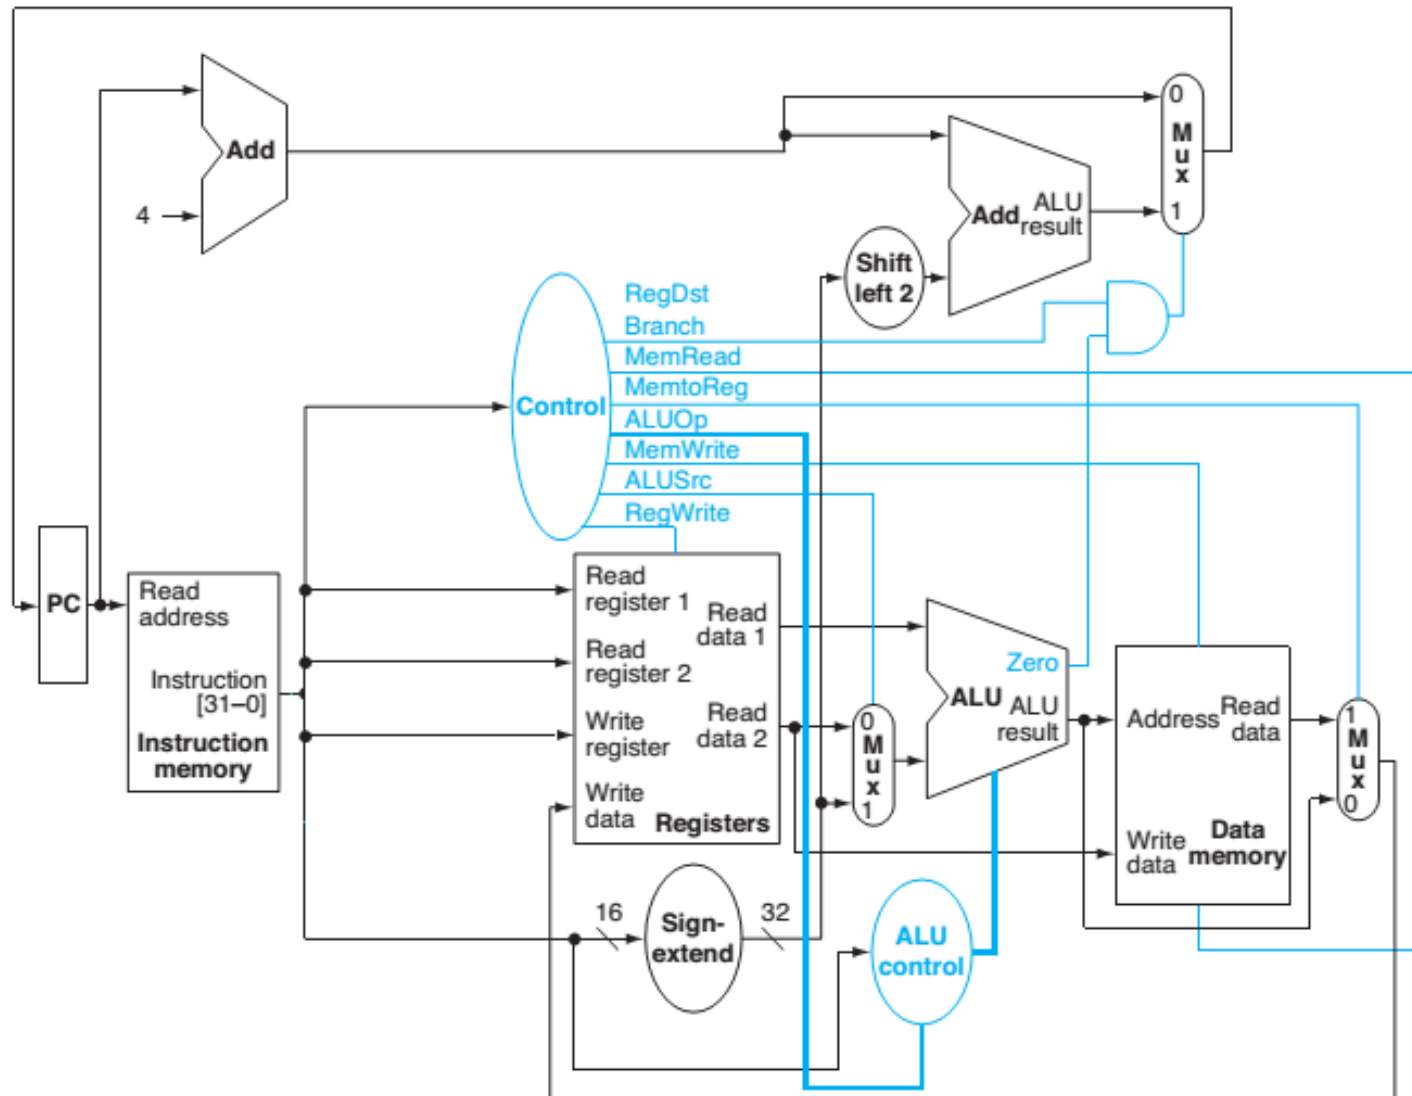 0
M
u
x
1
Add
4
Add
ALU
result
Shift
left 2
RegDst
Branch
MemRead
MemtoReg
ALUOp
MemWrite
ALUSrc
RegWrite
Control
PC
Read
address
Instruction
[31–0]
Instruction
memory
Read
register 1
Read
register 2
Write
register
Write
data
Read
data 1
Read
data 2
Registers
0
M
u
x
1
Zero
ALU
ALU
result
Address
Read
data
Write
data
Data
memory
1
M
u
x
0
16
Sign-
extend
32
ALU
control